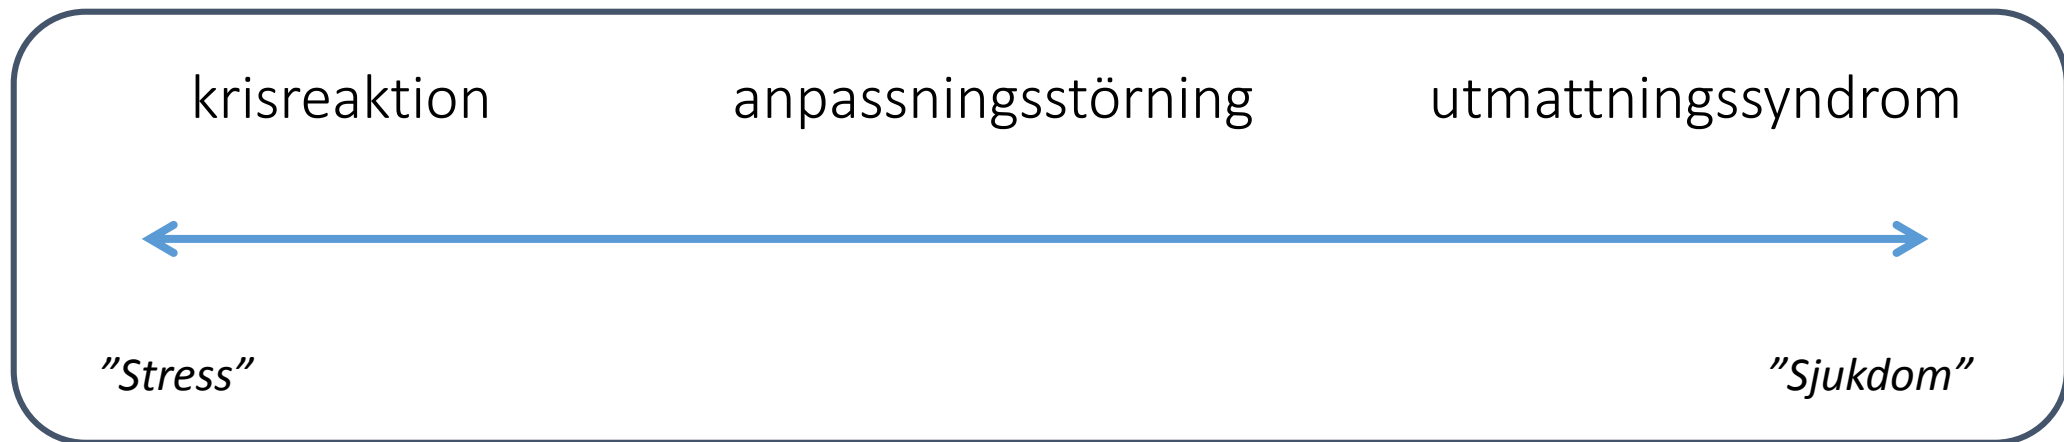 krisreaktion anpassningsstörning utmattningssyndrom
”Stress” ”Sjukdom”